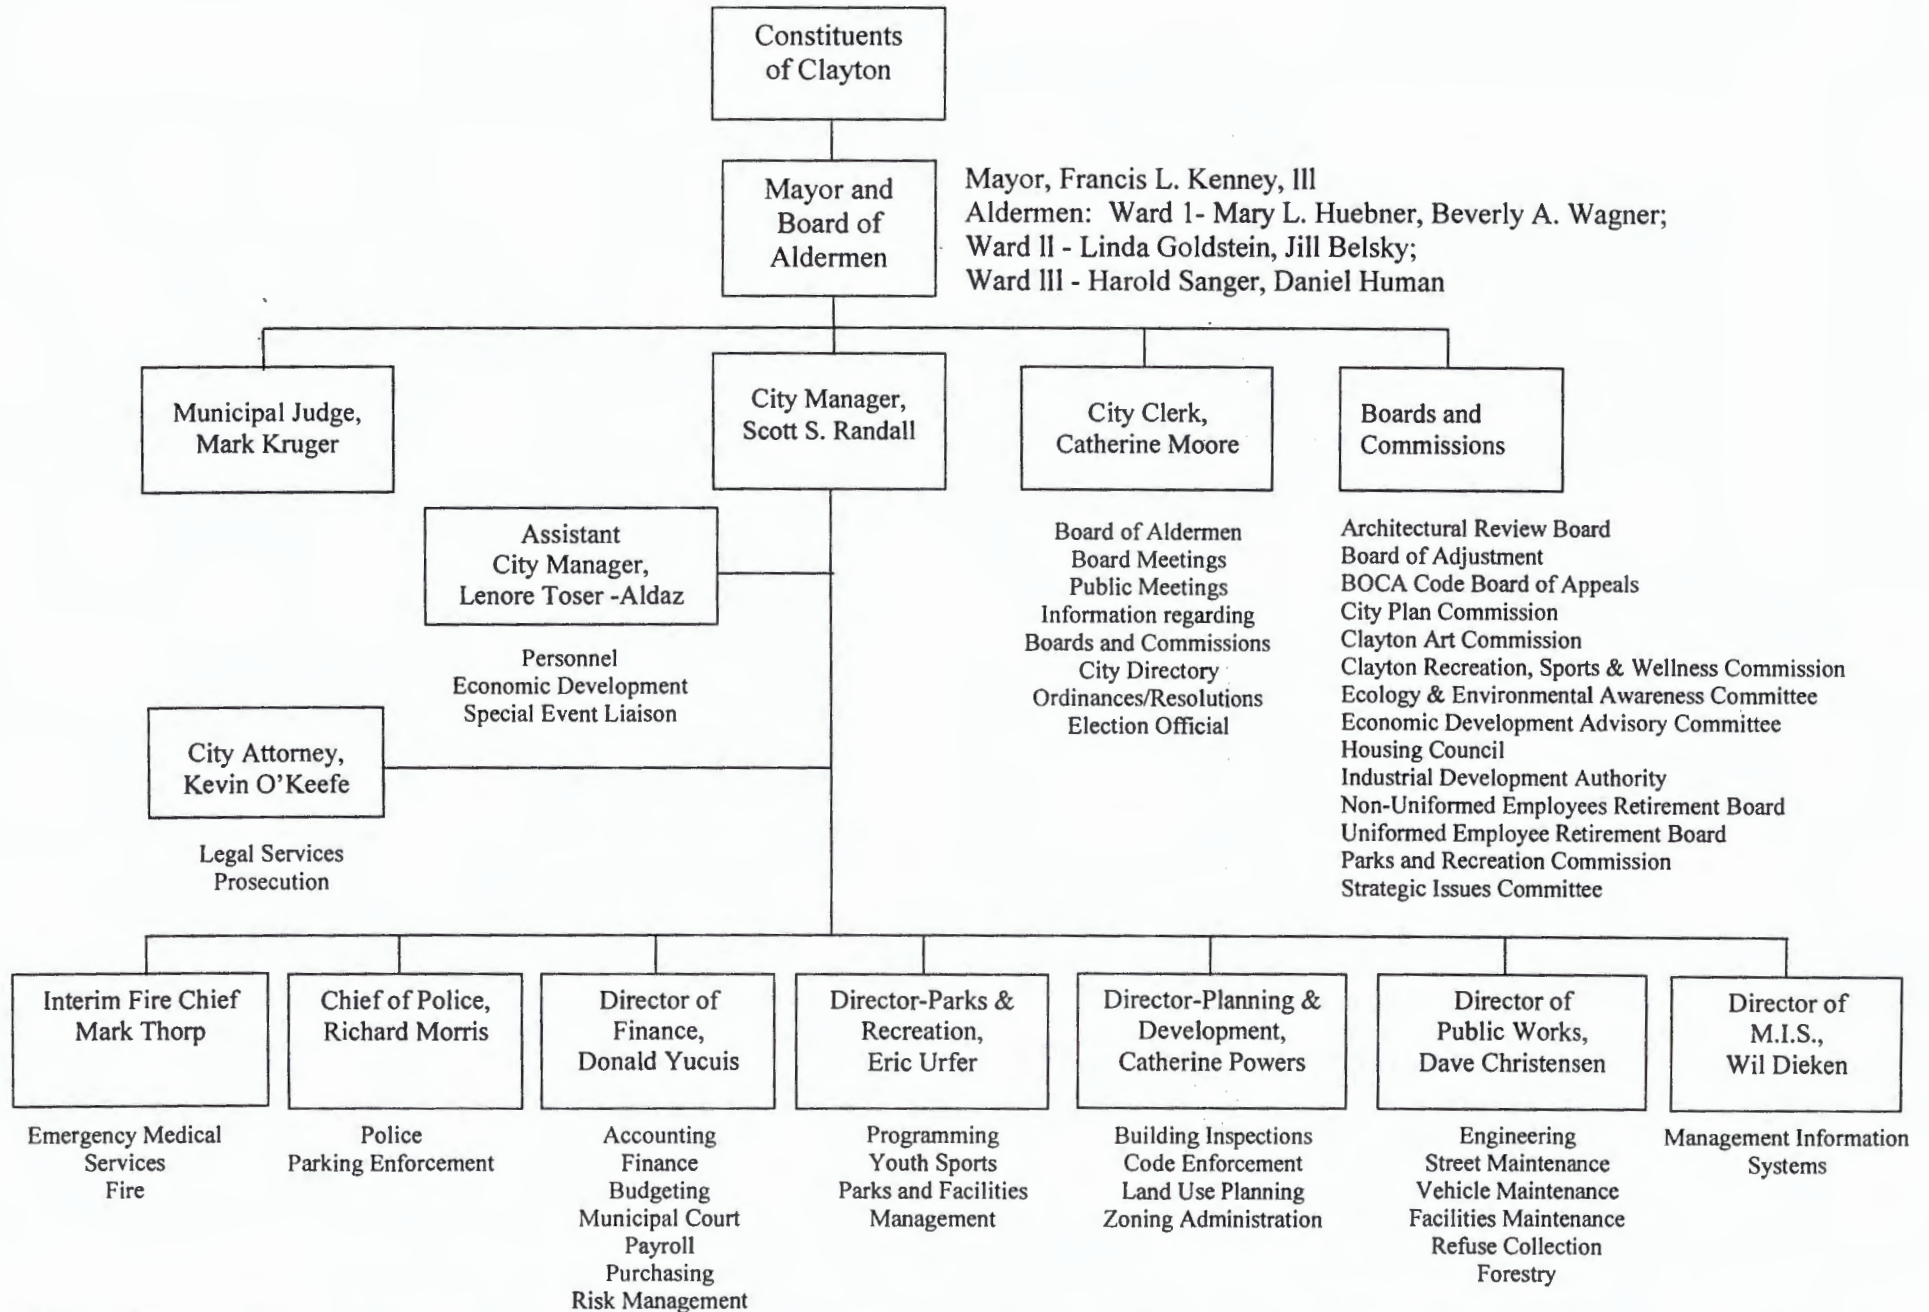 Constituents
of Clayton
Mayor and
Board of
Aldermen
Mayor, Francis L. Kenney, III
Aldermen: Ward 1- Mary L. Huebner, Beverly A. Wagner;
Ward II - Linda Goldstein, Jill Belsky;
Ward III - Harold Sanger, Daniel Human
Municipal Judge,
Mark Kruger
City Manager,
Scott S. Randall
City Clerk,
Catherine Moore
Boards and
Commissions
Assistant
City Manager,
Lenore Toser -Aldaz
Personnel
Economic Development
Special Event Liaison
City Attorney,
Kevin O'Keefe
Legal Services
Prosecution
Board of Aldermen
Board Meetings
Public Meetings
Information regarding
Boards and Commissions
City Directory
Ordinances/Resolutions
Election Official
Architectural Review Board
Board of Adjustment
BOCA Code Board of Appeals
City Plan Commission
Clayton Art Commission
Clayton Recreation, Sports & Wellness Commission
Ecology & Environmental Awareness Committee
Economic Development Advisory Committee
Housing Council
Industrial Development Authority
Non-Uniformed Employees Retirement Board
Uniformed Employee Retirement Board
Parks and Recreation Commission
Strategic Issues Committee
Interim Fire Chief
Mark Thorp
Emergency Medical
Services
Fire
Chief of Police,
Richard Morris
Police
Parking Enforcement
Director of
Finance,
Donald Yucuis
Accounting
Finance
Budgeting
Municipal Court
Payroll
Purchasing
Risk Management
Director-Parks &
Recreation,
Eric Urfer
Programming
Youth Sports
Parks and Facilities
Management
Director-Planning &
Development,
Catherine Powers
Building Inspections
Code Enforcement
Land Use Planning
Zoning Administration
Director of
Public Works,
Dave Christensen
Engineering
Street Maintenance
Vehicle Maintenance
Facilities Maintenance
Refuse Collection
Forestry
Director of
M.I.S.,
Wil Dieken
Management Information
Systems